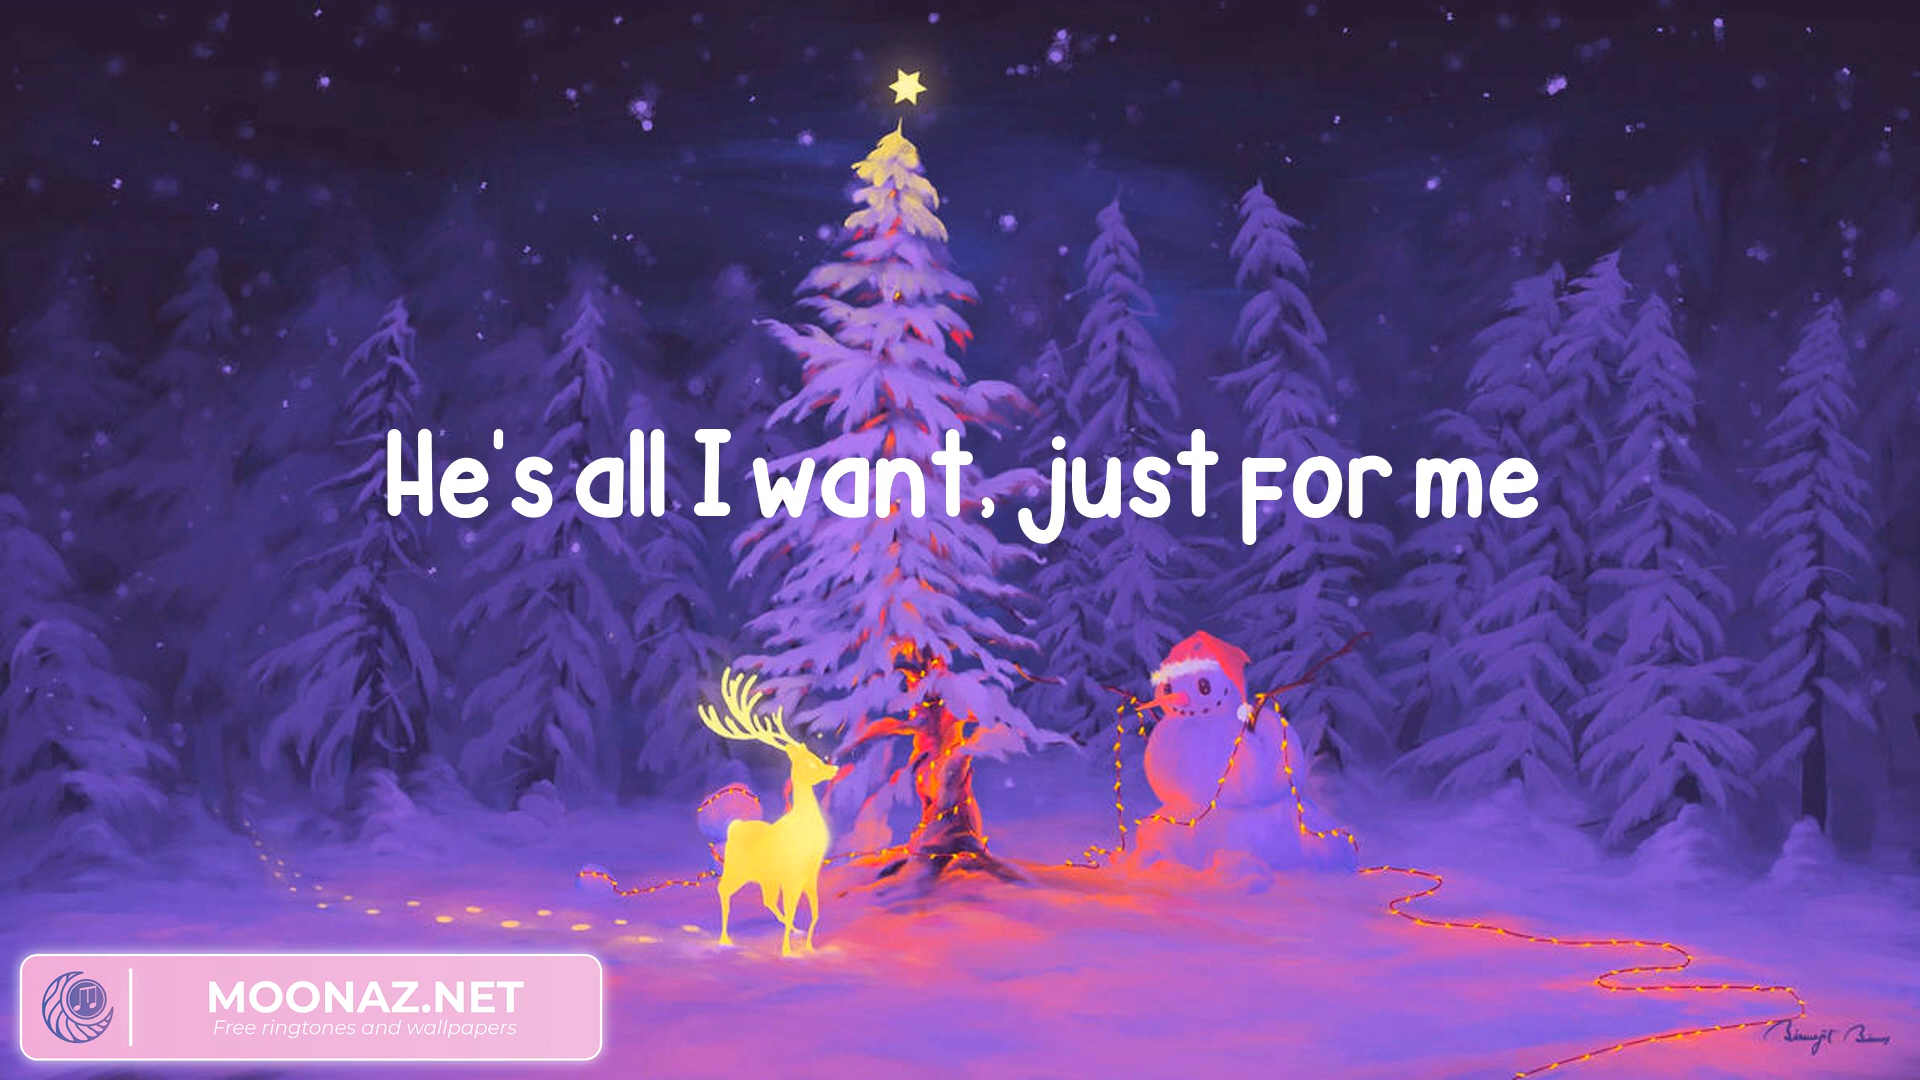 He's all I want, just for me
MOONAZ.NET
Free ringtones and wallpapers